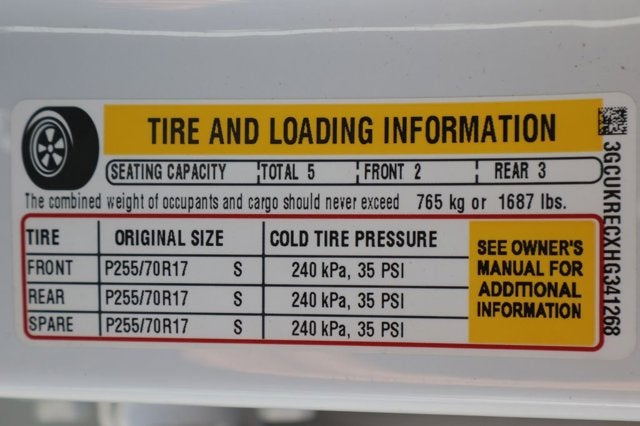 TIRE AND LOADING INFORMATION
SEATING CAPACITY TOTAL 5 FRONT 2 REAR 3
The combined weight of occupants and cargo should never exceed 765 kg or 1687 lbs.
TIRE ORIGINAL SIZE COLD TIRE PRESSURE
FRONT P255/70R17 S 240 kPa, 35 PSI
REAR P255/70R17 S 240 kPa, 35 PSI
SPARE P255/70R17 S 240 kPa, 35 PSI
SEE OWNER'S
MANUAL FOR
ADDITIONAL
INFORMATION
3GCUKRECXHG341268